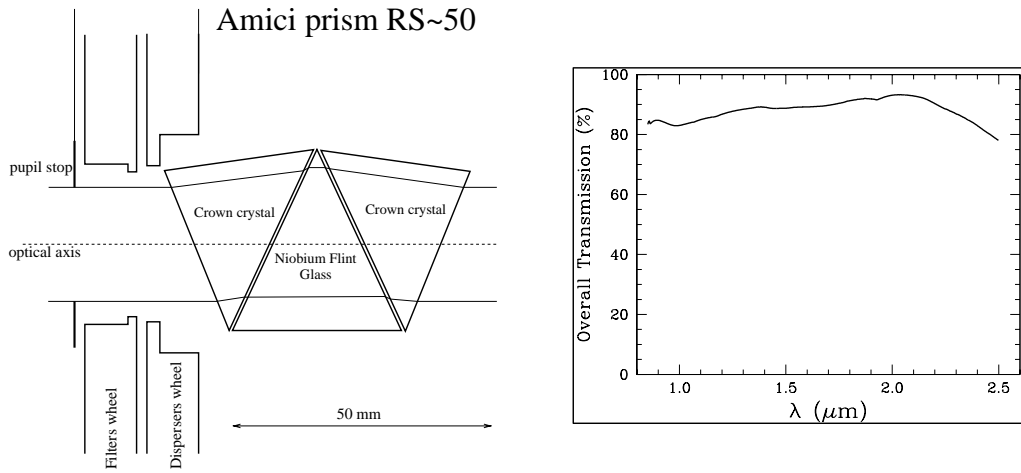 Amici prism RS~50
pupil stop
optical axis
Crown crystal
Crown crystal
Niobium Flint
Glass
50 mm
Filters wheel
Dispersers wheel
Overall Transmission (%)
100
80
60
40
20
0
1.0 1.5 2.0 2.5
λ (μm)